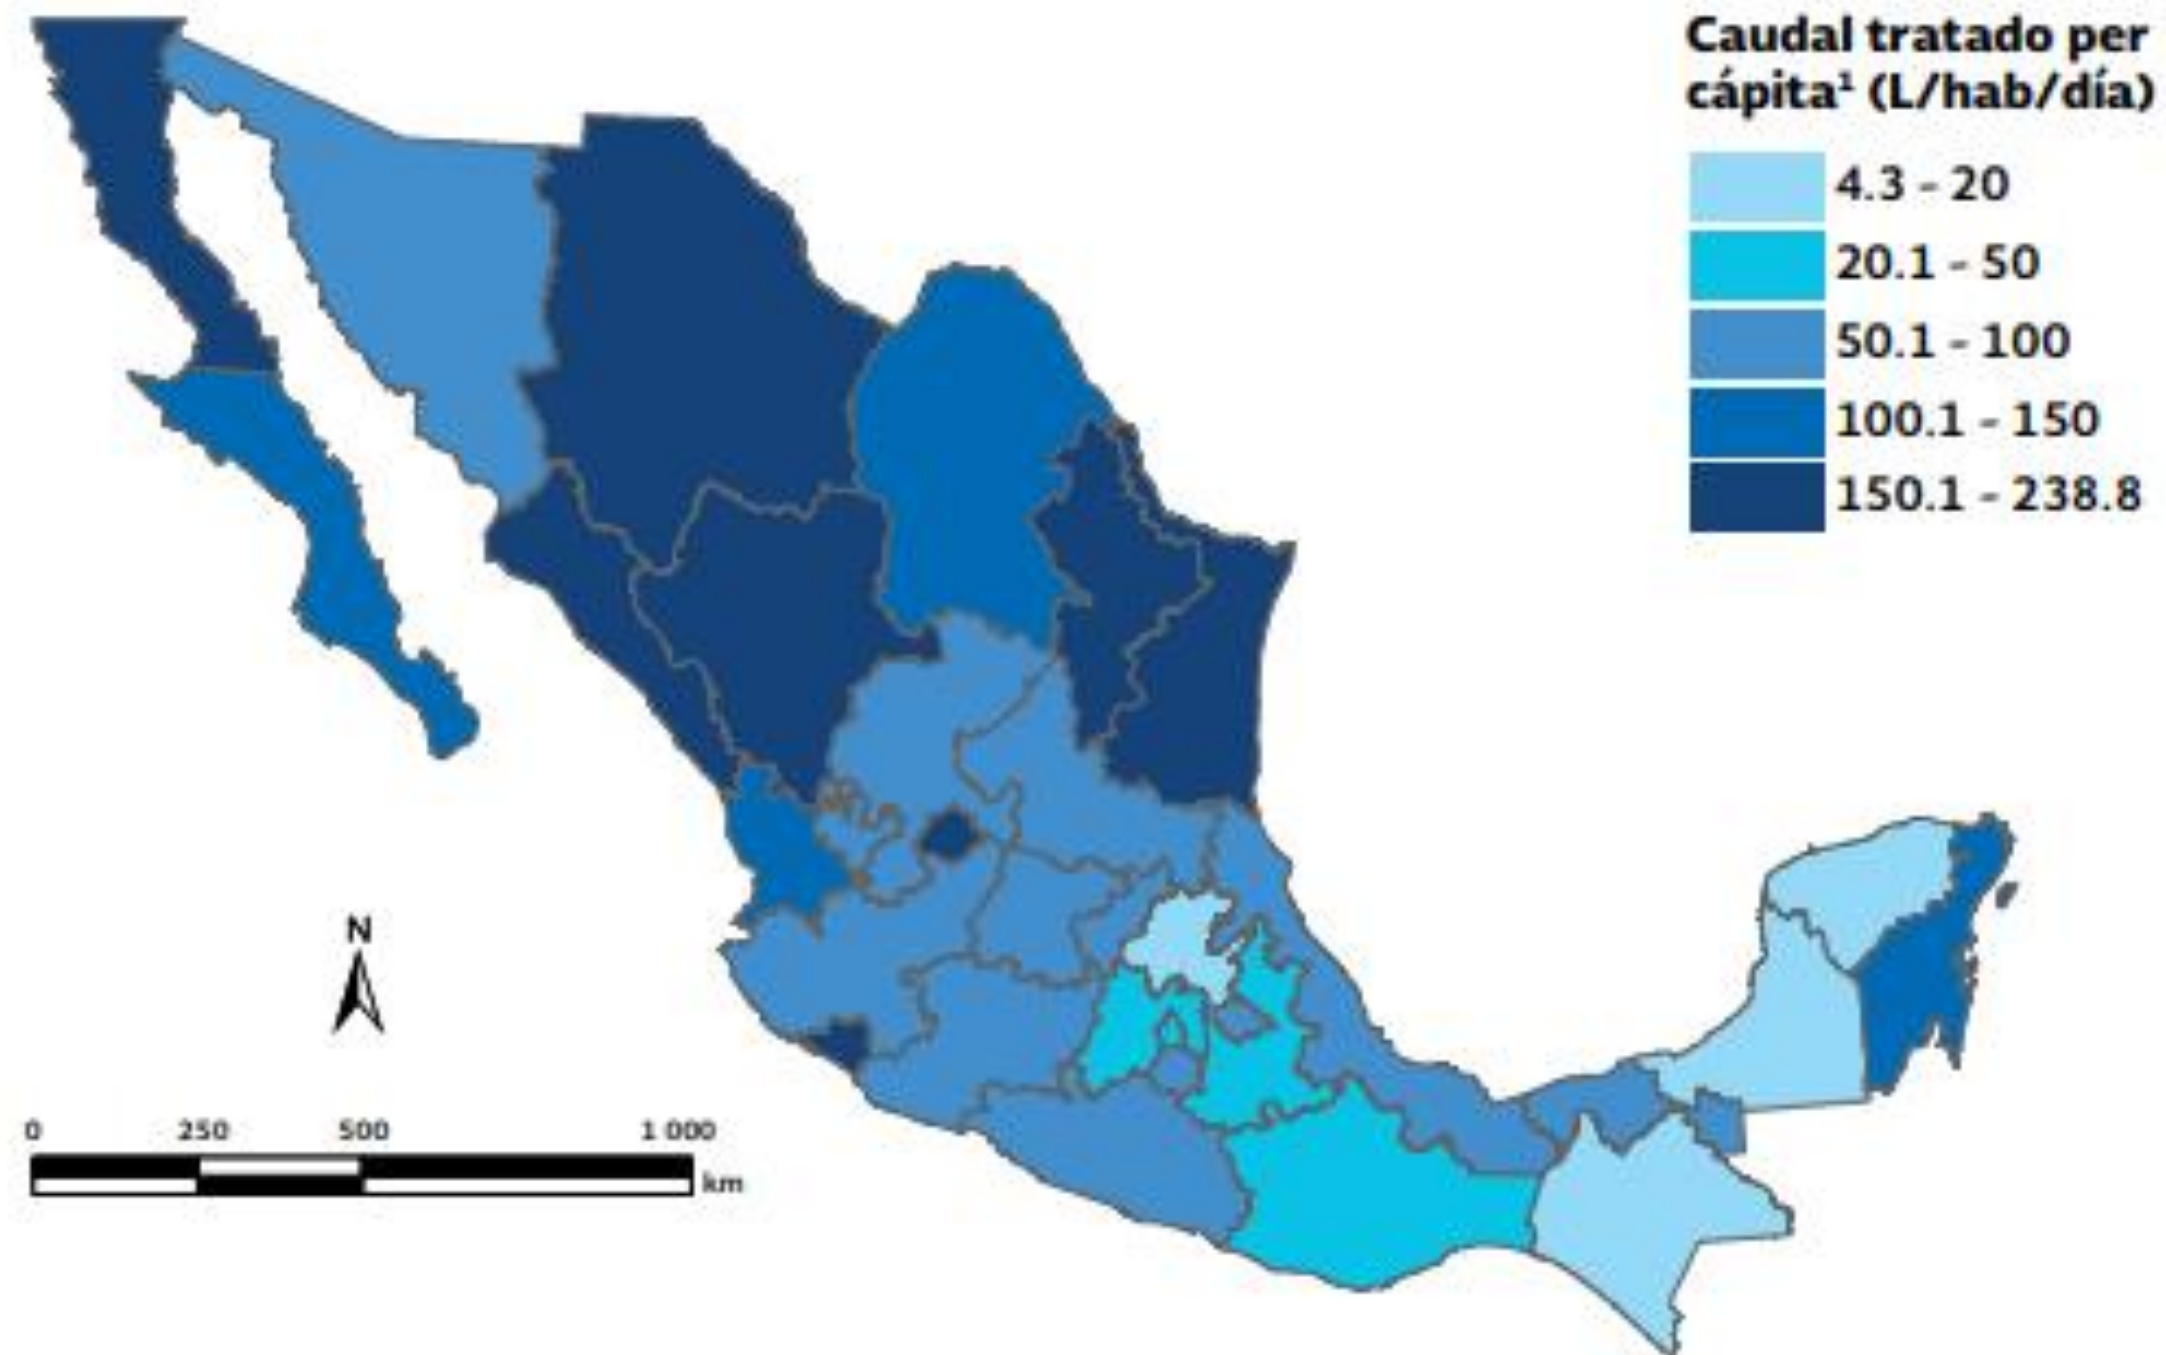 Caudal tratado per
cápita¹ (L/hab/día)
4.3 - 20
20.1 - 50
50.1 - 100
100.1 - 150
150.1 - 238.8
N
0 250 500 1 000
km